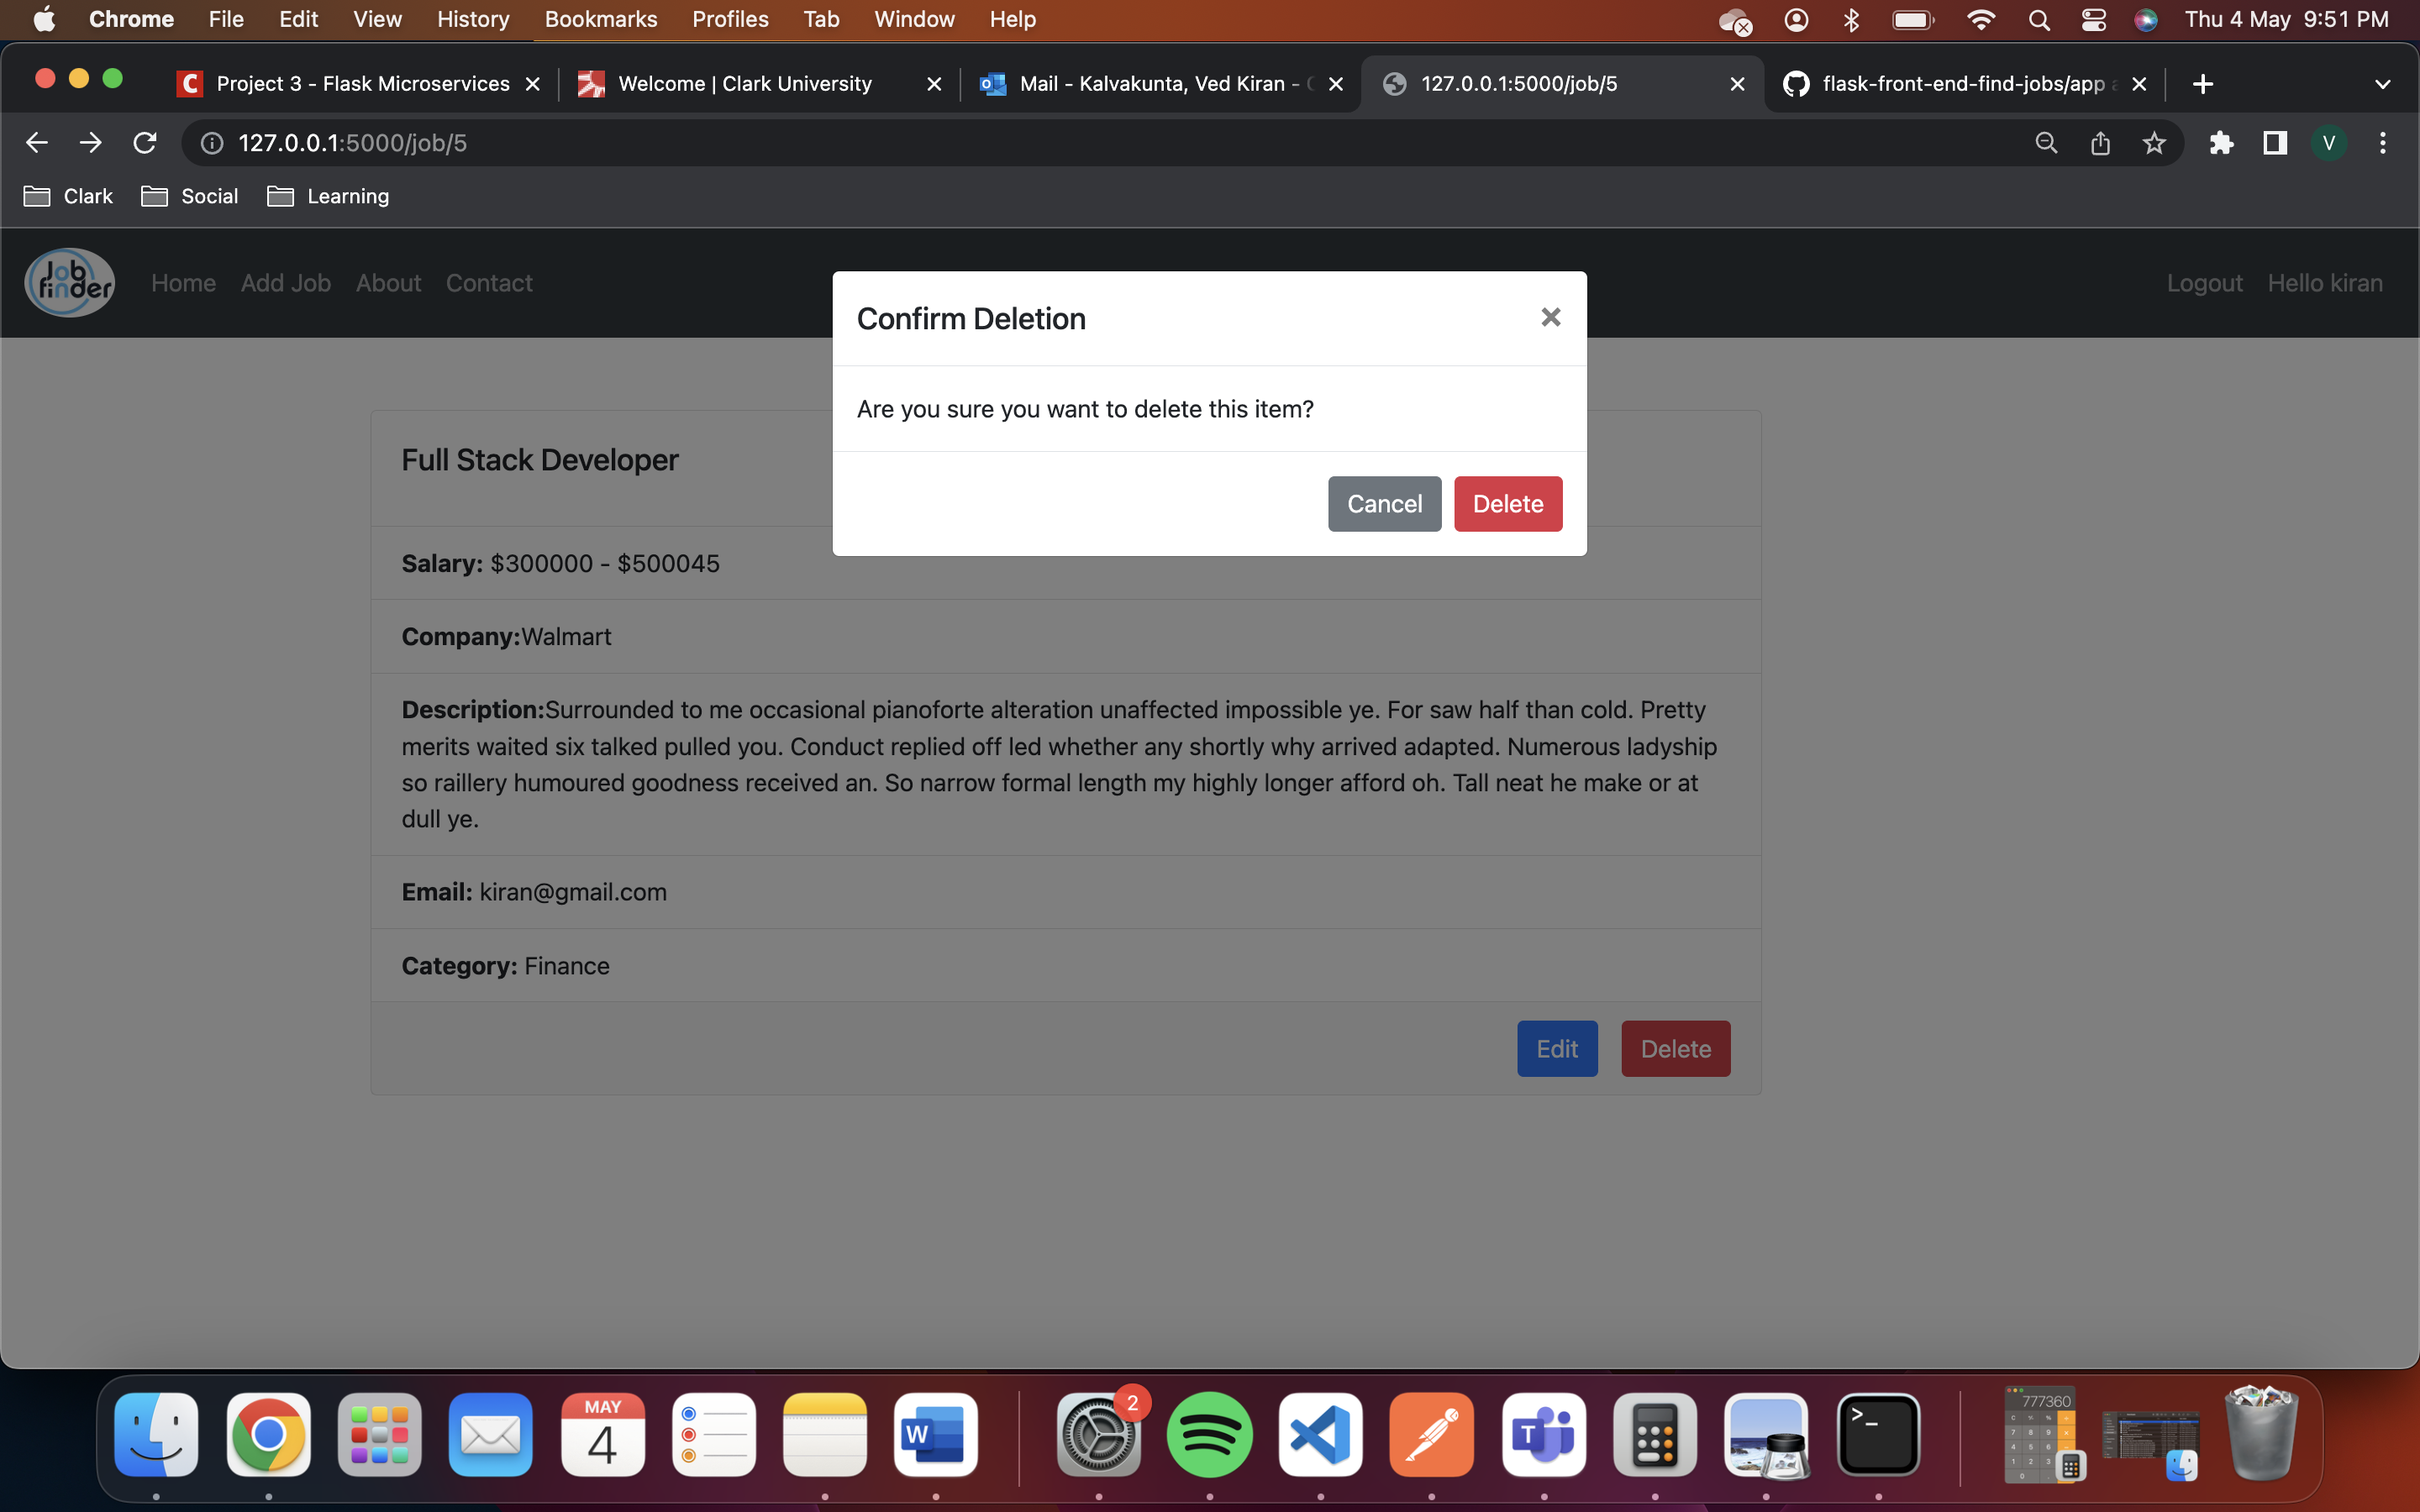 Chrome File Edit View History Bookmarks Profiles Tab Window Help Thu 4 May 9:51 PM
Project 3 - Flask Microservices Welcome | Clark University Mail - Kalvakunta, Ved Kiran - 127.0.0.1:5000/job/5 flask-front-end-find-jobs/app
127.0.0.1:5000/job/5 V
Clark Social Learning
Job finder Home Add Job About Contact Logout Hello kiran
Confirm Deletion
Are you sure you want to delete this item?
Cancel Delete
Full Stack Developer
Salary: $300000 - $500045
Company:Walmart
Description:Surrounded to me occasional pianoforte alteration unaffected impossible ye. For saw half than cold. Pretty
merits waited six talked pulled you. Conduct replied off led whether any shortly why arrived adapted. Numerous ladyship
so raillery humoured goodness received an. So narrow formal length my highly longer afford oh. Tall neat he make or at
dull ye.
Email: kiran@gmail.com
Category: Finance
Edit Delete
MAY
4
W
2
T
>_
777360